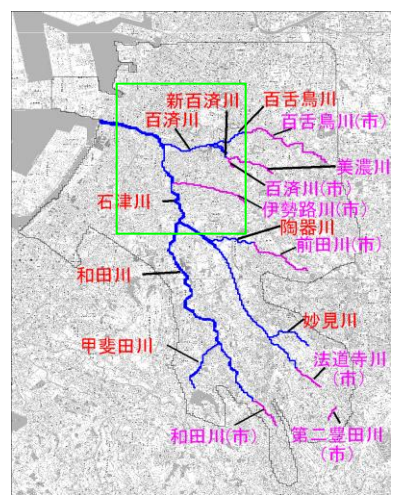 新百済川
百舌鳥川
百済川
百舌鳥川(市)
美濃川
百済川(市)
石津川
伊勢路川(市)
陶器川
前田川(市)
和田川
妙見川
甲斐田川
法道寺川
(市)
和田川(市)
第二豊田川
(市)